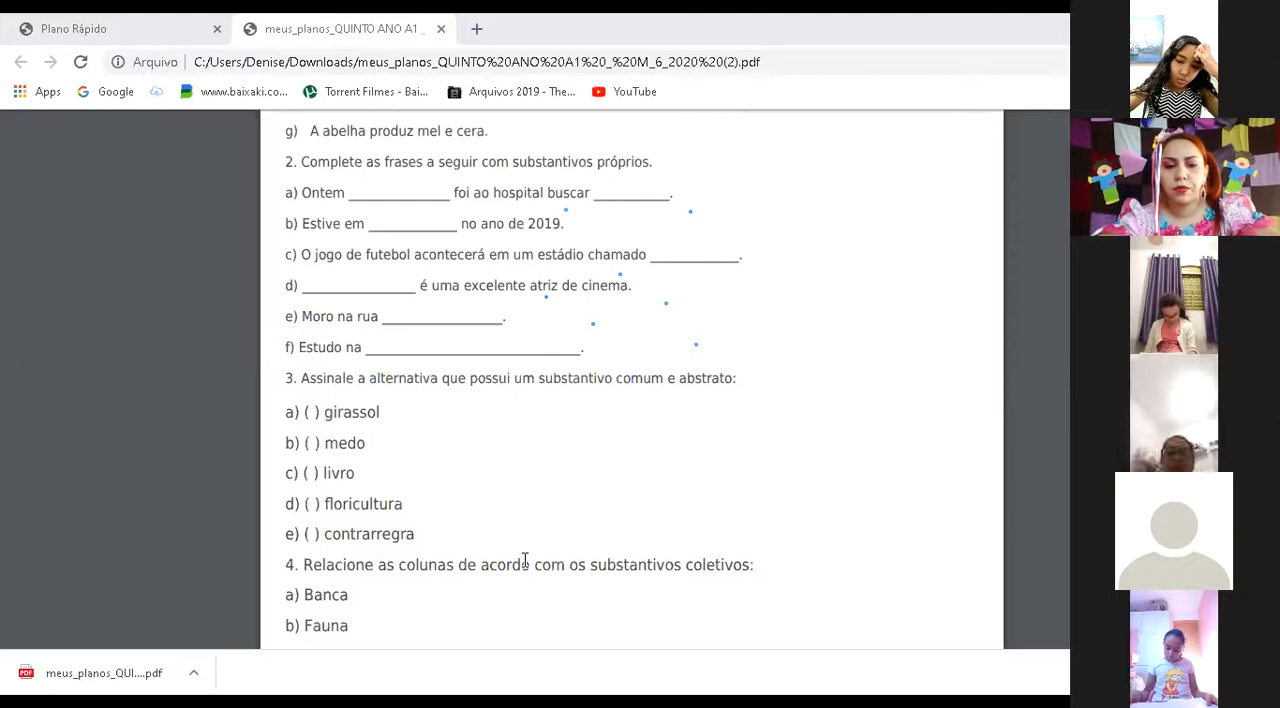 Plano Rápido
meus_planos_QUINTO ANO A1 _
Arquivo
C:/Users/Denise/Downloads/meus_planos_QUINTO%20ANO%20A1%20_%20M_6_2020%20(2).pdf
Apps
Google
www.baixaki.co...
Torrent Filmes - Bai...
Arquivos 2019 - The...
YouTube
g) A abelha produz mel e cera.
2. Complete as frases a seguir com substantivos próprios.
a) Ontem ______________ foi ao hospital buscar __________.
b) Estive em ____________ no ano de 2019.
c) O jogo de futebol acontecerá em um estádio chamado ____________.
d) ________________ é uma excelente atriz de cinema.
e) Moro na rua _________________.
f) Estudo na ______________________________.
3. Assinale a alternativa que possui um substantivo comum e abstrato:
a) ( ) girassol
b) ( ) medo
c) ( ) livro
d) ( ) floricultura
e) ( ) contrarregra
4. Relacione as colunas de acordo com os substantivos coletivos:
a) Banca
b) Fauna
PDF
meus_planos_QUI....pdf